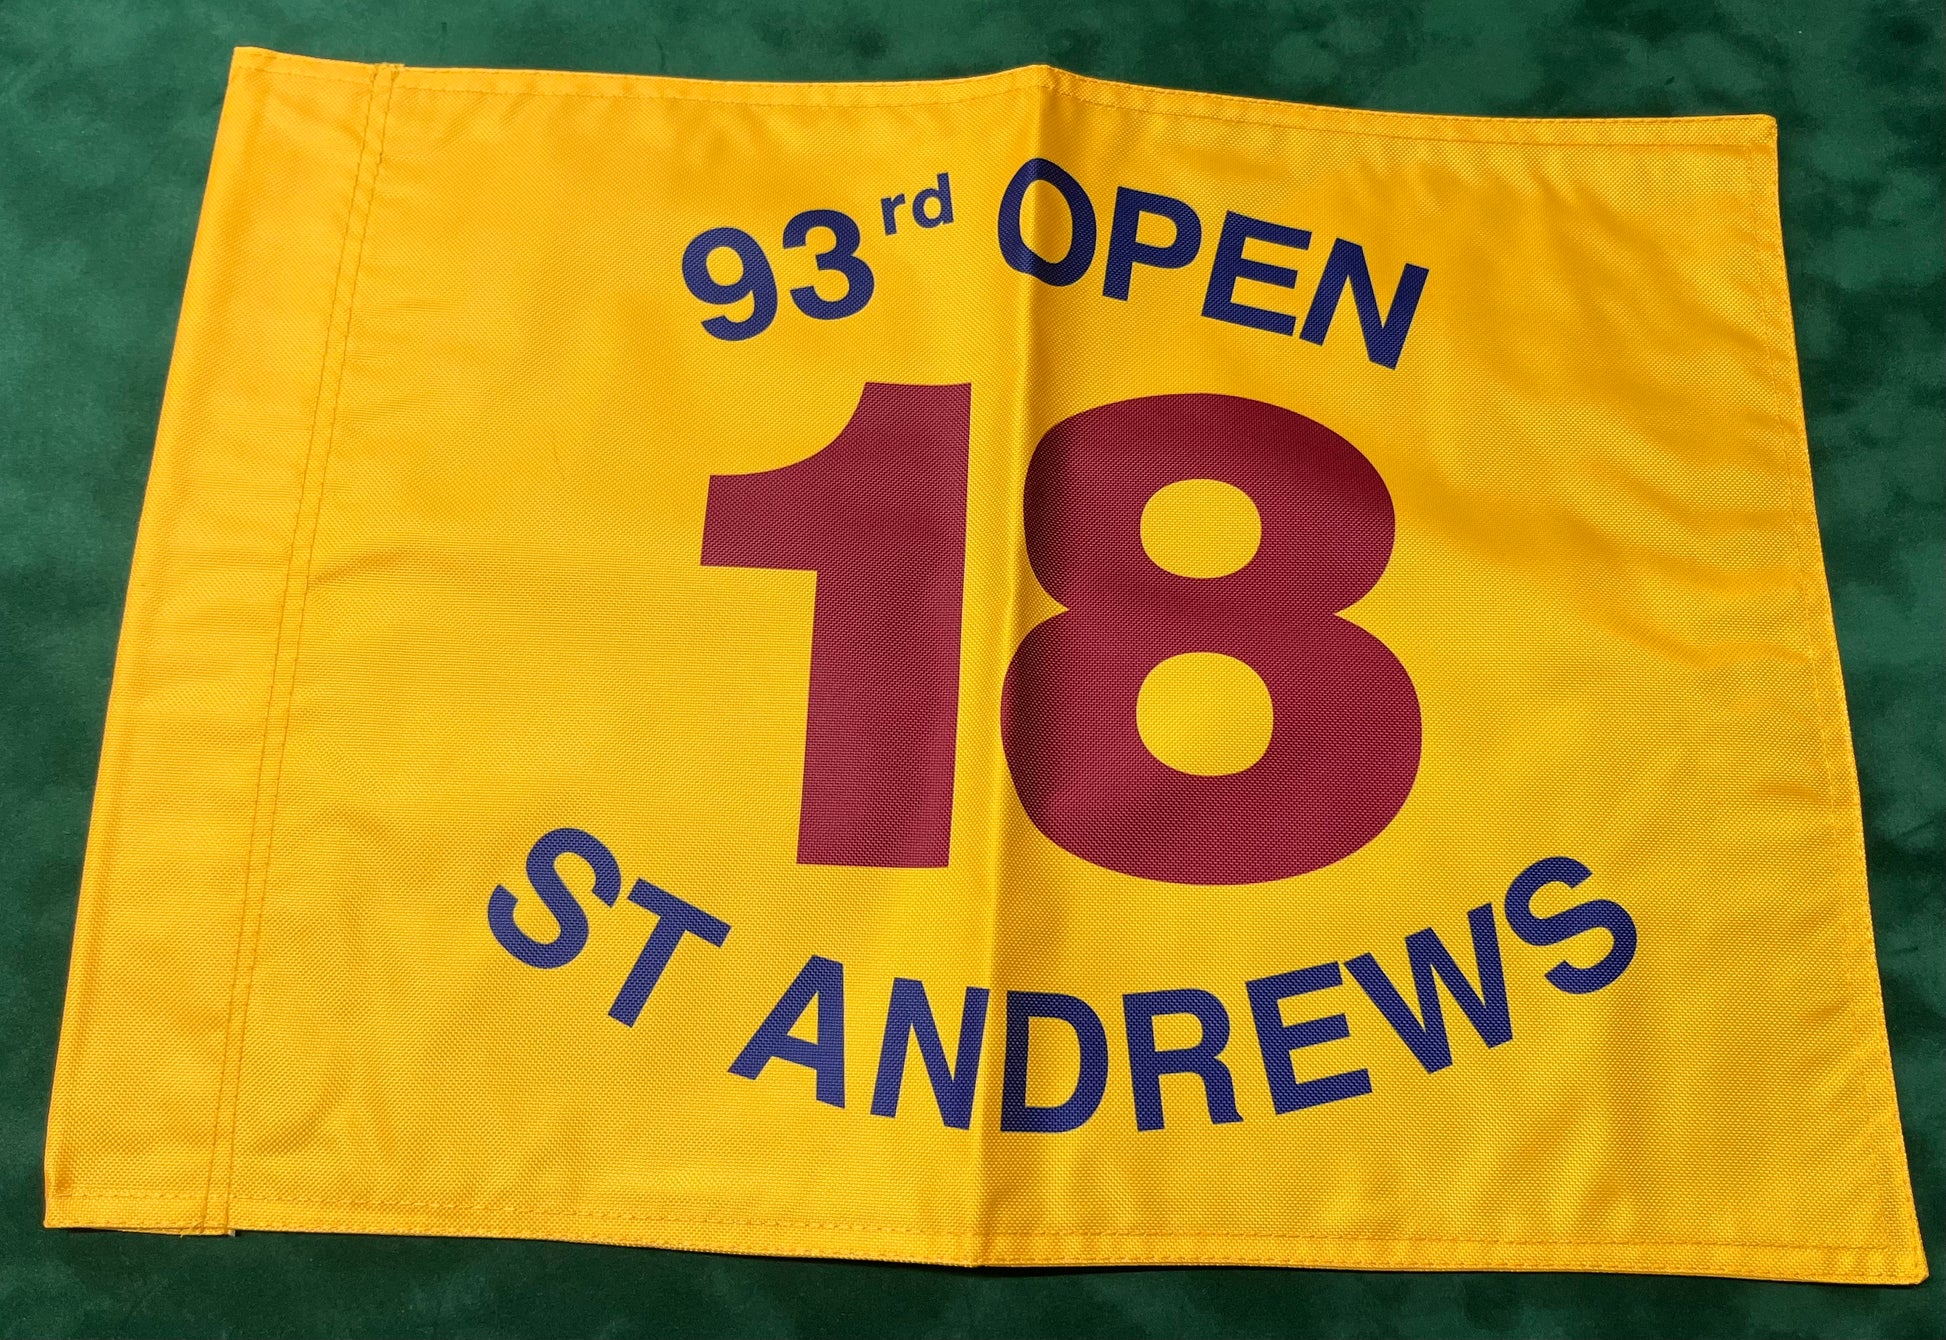 93rd OPEN
18
ST ANDREWS